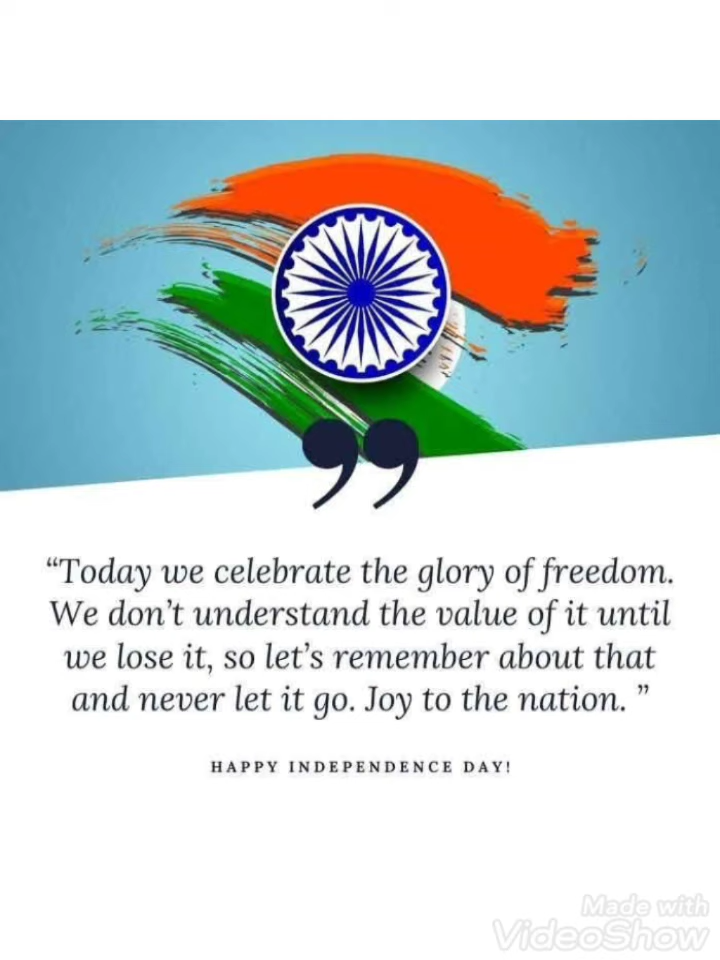 “Today we celebrate the glory of freedom.
We don’t understand the value of it until
we lose it, so let’s remember about that
and never let it go. Joy to the nation. ”
HAPPY INDEPENDENCE DAY!
Made with
VideoShow